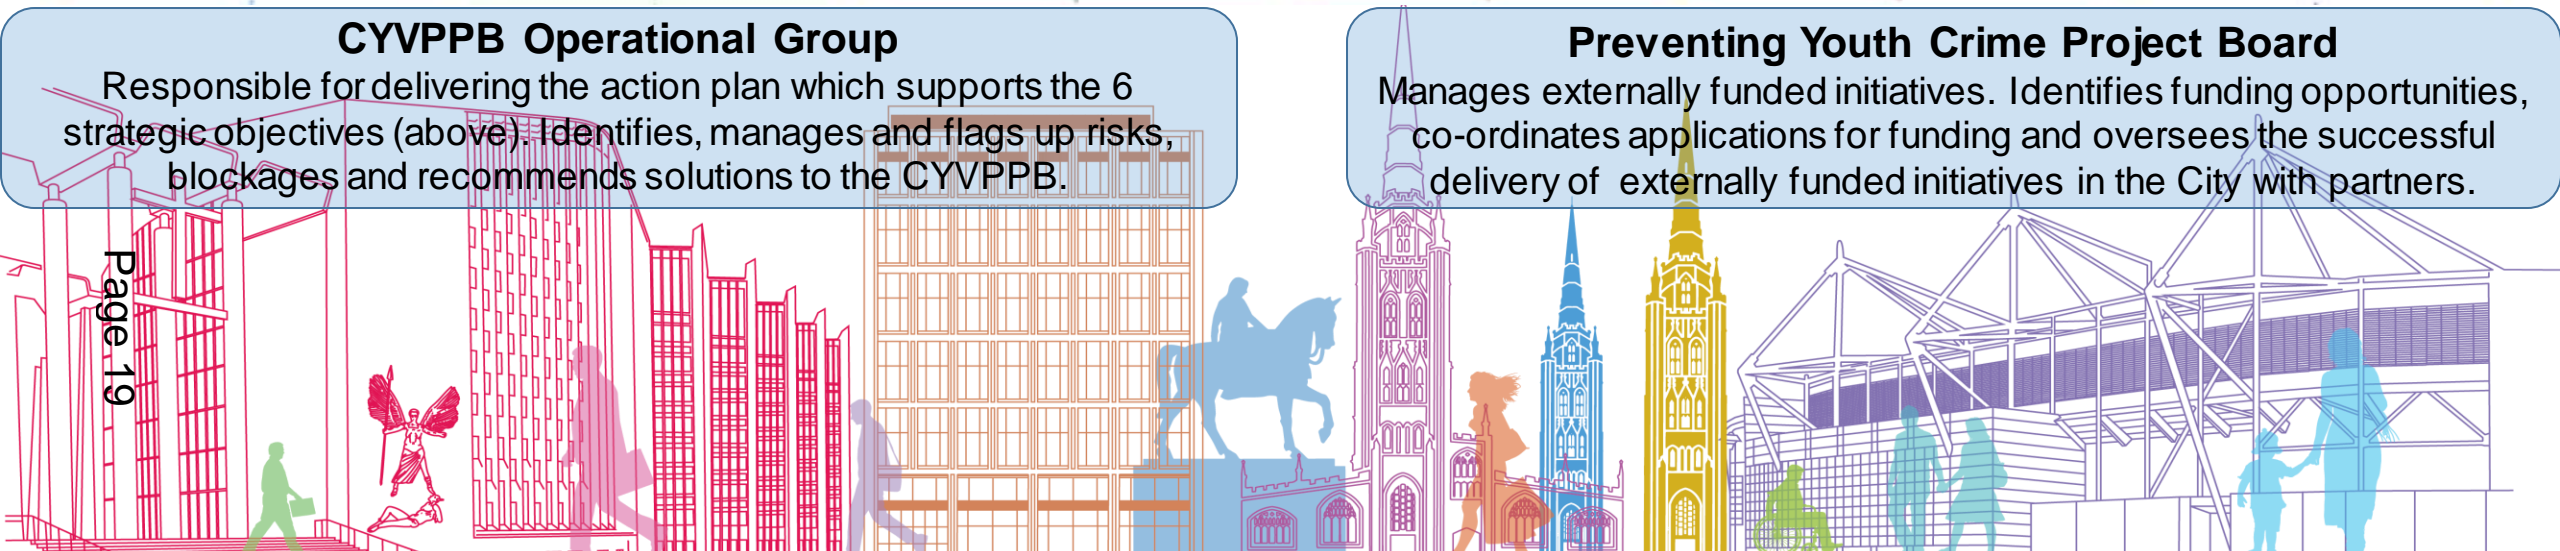 CYVPPB Operational Group
Responsible for delivering the action plan which supports the 6
strategic objectives (above). Identifies, manages and flags up risks,
blockages and recommends solutions to the CYVPPB.
Preventing Youth Crime Project Board
Manages externally funded initiatives. Identifies funding opportunities,
co-ordinates applications for funding and oversees the successful
delivery of externally funded initiatives in the City with partners.
Page 19